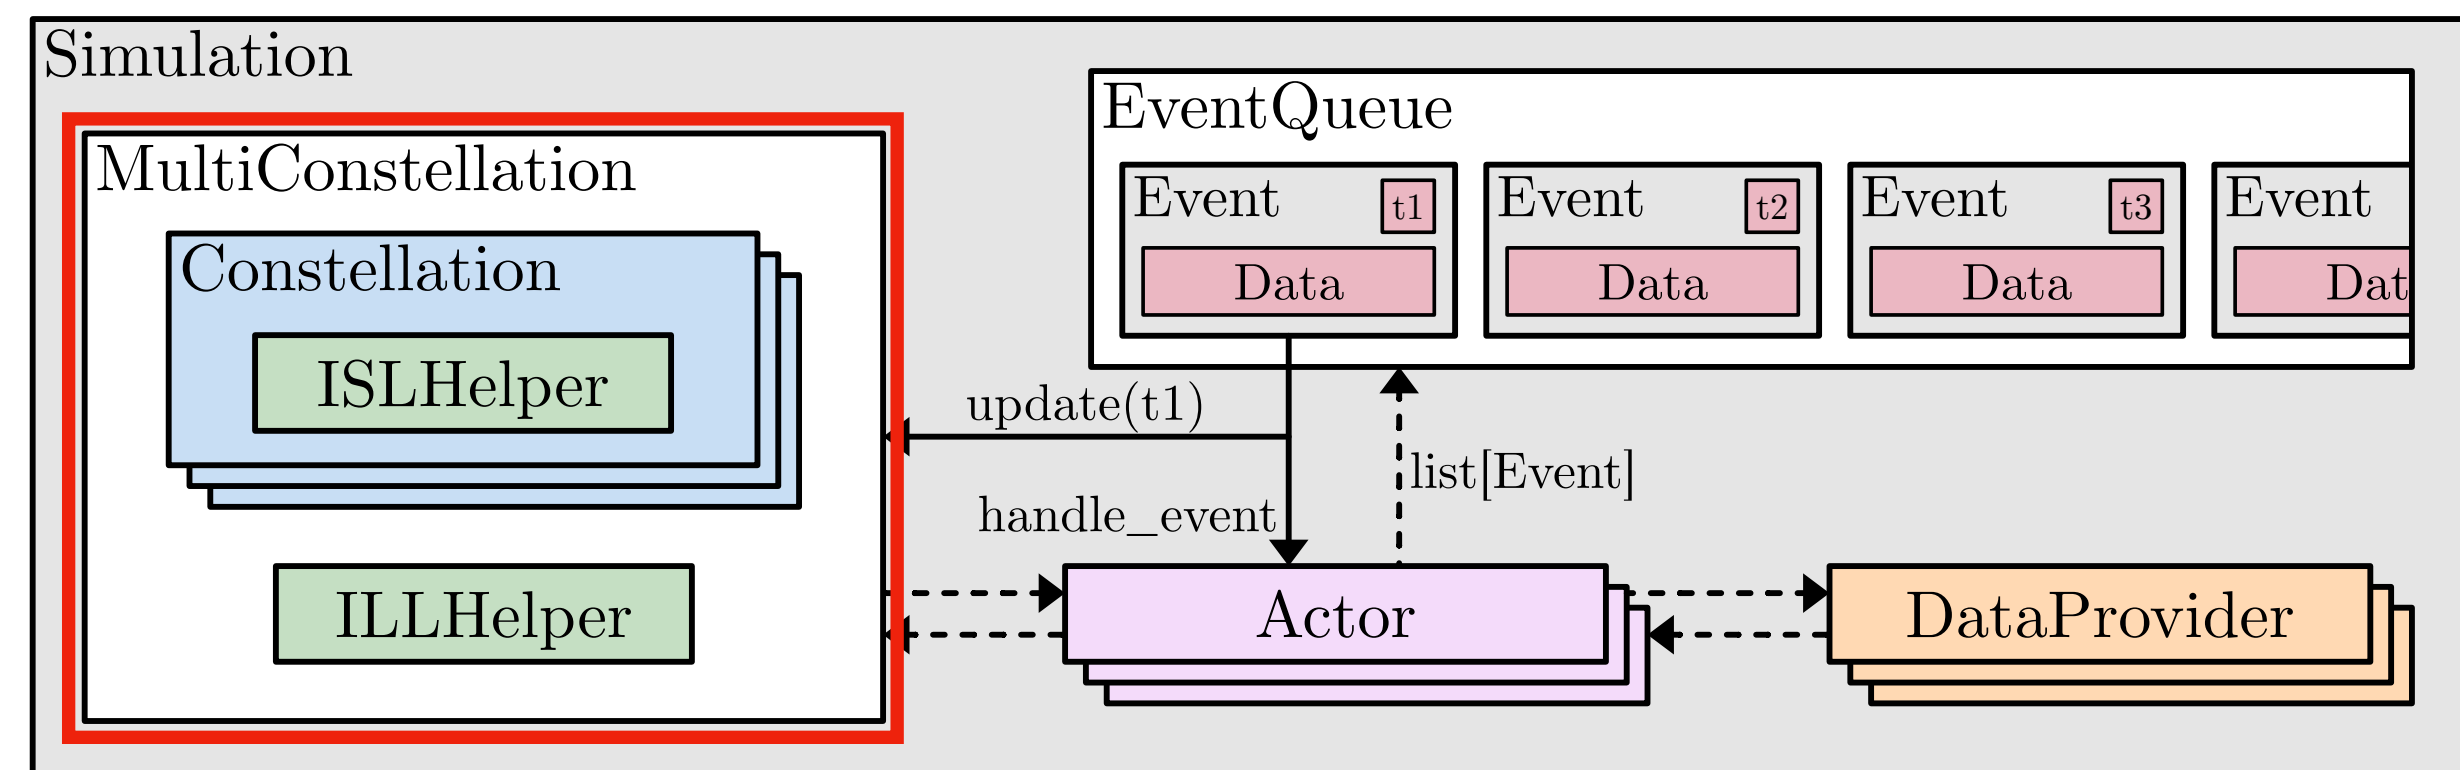 Simulation
MultiConstellation
Constellation
ISLHelper
ILLHelper
EventQueue
Event t1
Data
Event t2
Data
Event t3
Data
Event
Dat
update(t1)
handle_event
list[Event]
Actor
DataProvider